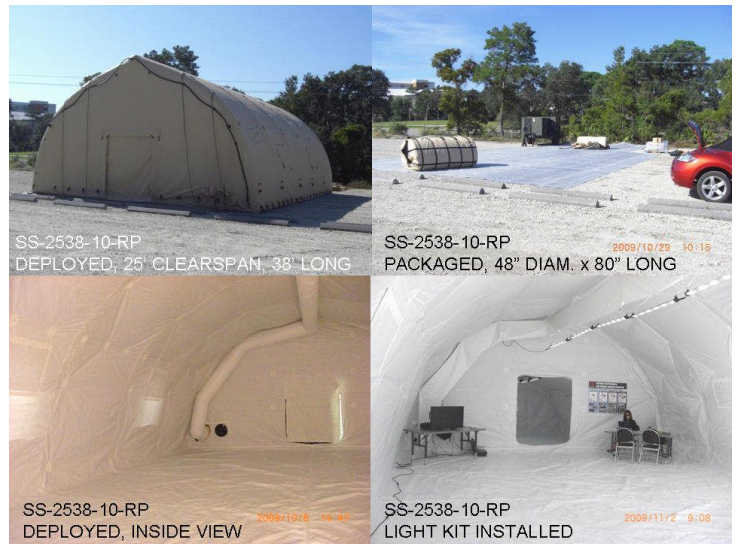 SS-2538-10-RP
DEPLOYED, 25' CLEARSPAN, 38' LONG
SS-2538-10-RP
2009/10/29 10:15
PACKAGED, 48" DIAM. x 80" LONG
SS-2538-10-RP
DEPLOYED, INSIDE VIEW
SS-2538-10-RP
2009/11/2 9:08
LIGHT KIT INSTALLED